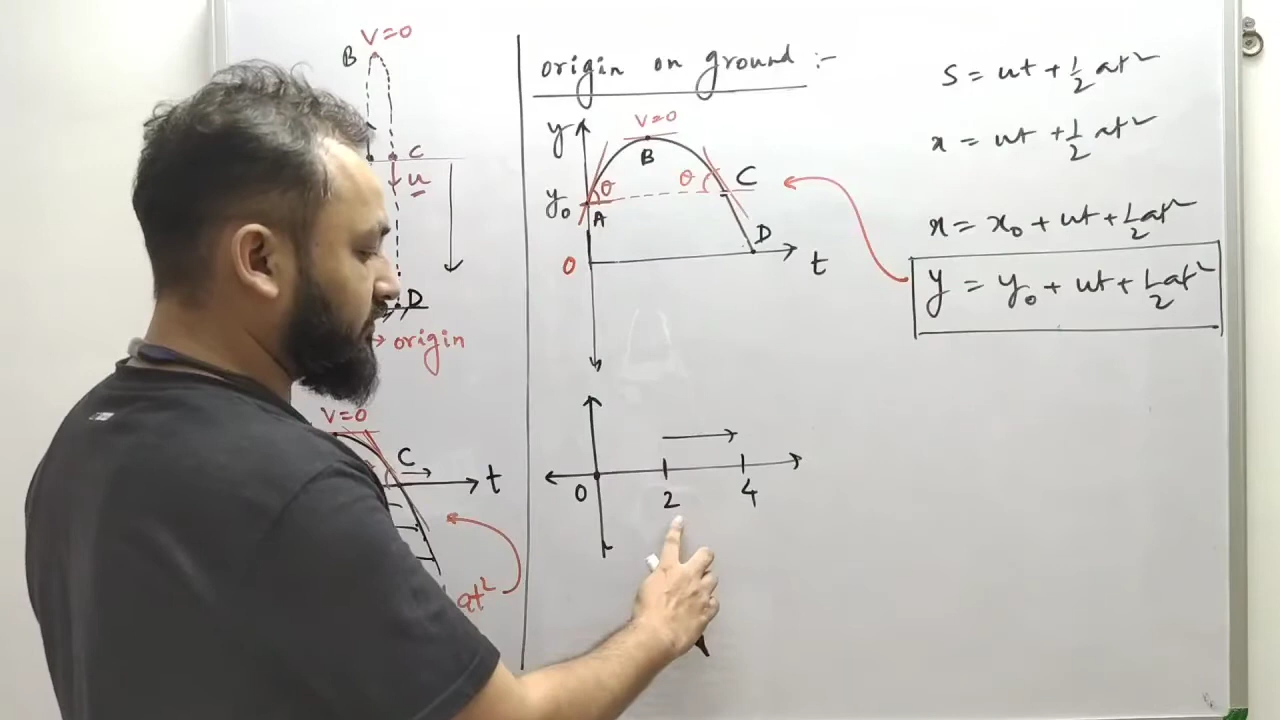 V=0
B
C
u
D
→ origin
V=0
C
t
at²
origin on ground :-
y
V=0
B
θ
θ
C
y₀
A
D
0
t
0
2
4
S = ut + ½ at²
x = ut + ½ at²
x = x₀ + ut + ½ at²
y = y₀ + ut + ½ at²